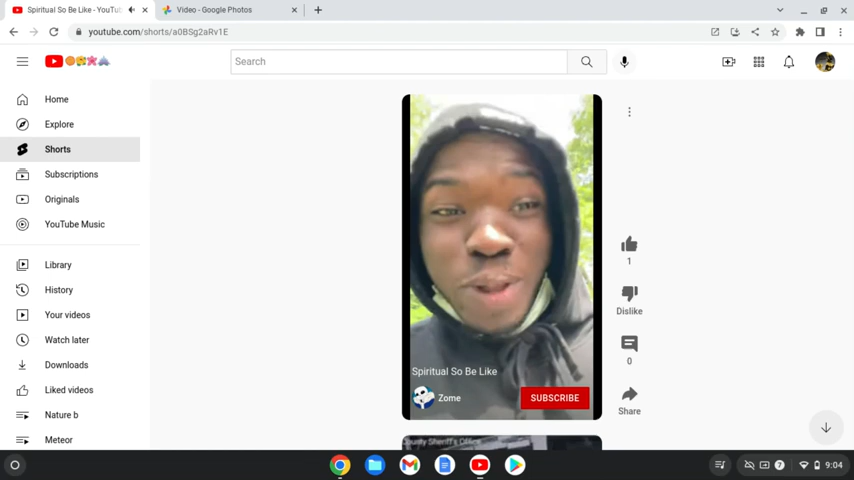 Spiritual So Be Like – YouTu
Video - Google Photos
youtube.com/shorts/a0BSg2aRv1E
Search
Home
Explore
Shorts
Subscriptions
Originals
YouTube Music
Library
History
Your videos
Watch later
Downloads
Liked videos
Nature b
Meteor
1
Dislike
0
Share
Spiritual So Be Like
Zome
SUBSCRIBE
County Sheriff's Office
7
9:04